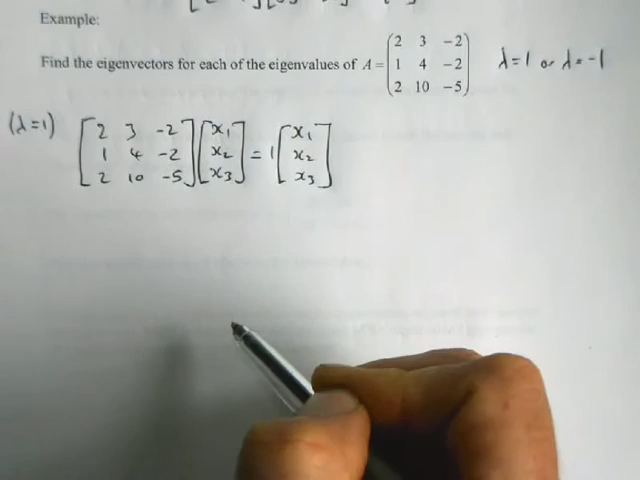 Example:
Find the eigenvectors for each of the eigenvalues of A = (2 3 −2
1 4 −2
2 10 −5) λ=1 or λ=-1
(λ=1) [2 3 -2
1 4 -2
2 10 -5] [x₁
x₂
x₃] = 1 [x₁
x₂
x₃]